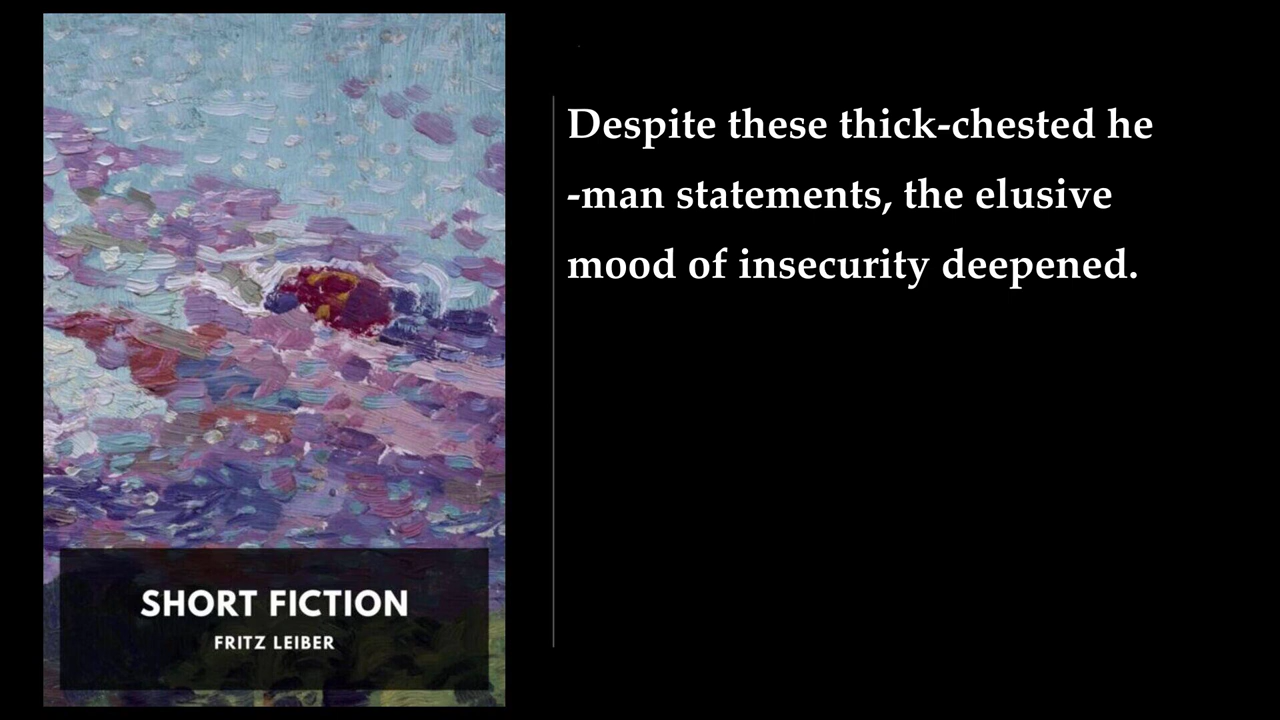 Despite these thick-chested he
-man statements, the elusive
mood of insecurity deepened.
SHORT FICTION
FRITZ LEIBER